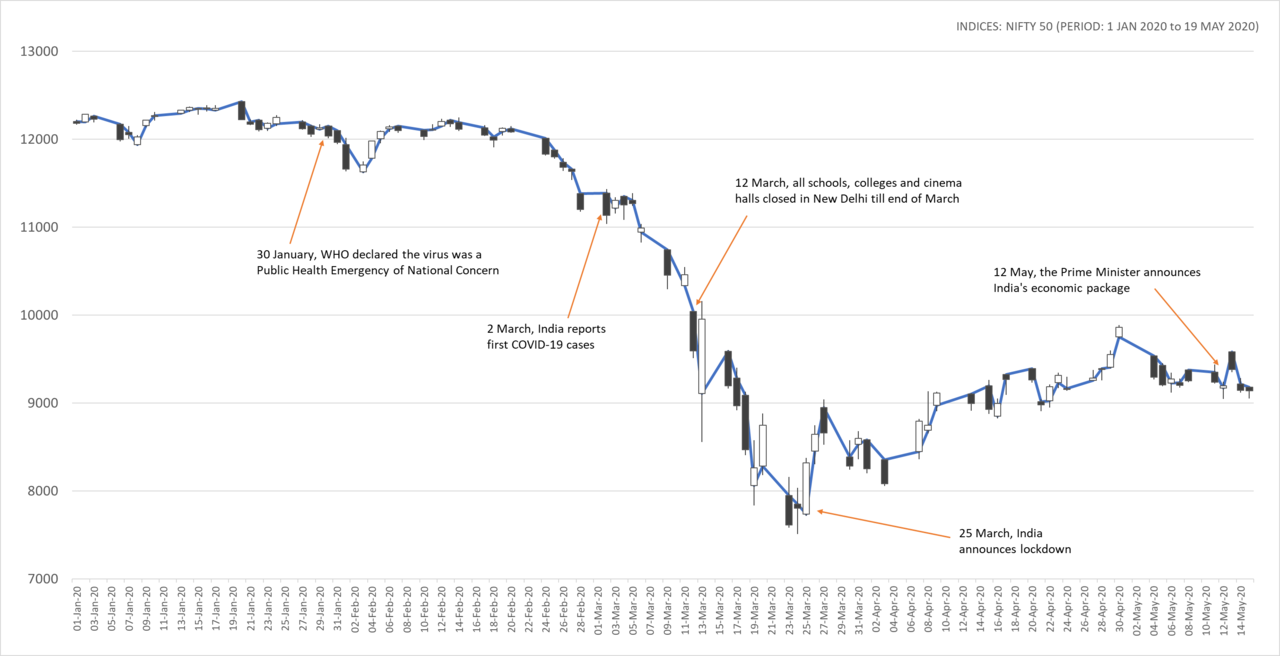 INDICES: NIFTY 50 (PERIOD: 1 JAN 2020 to 19 MAY 2020)
13000
12000
11000
10000
9000
8000
7000
12 March, all schools, colleges and cinema
halls closed in New Delhi till end of March
30 January, WHO declared the virus was a
Public Health Emergency of National Concern
12 May, the Prime Minister announces
India's economic package
2 March, India reports
first COVID-19 cases
25 March, India
announces lockdown
01-Jan-20
03-Jan-20
05-Jan-20
07-Jan-20
09-Jan-20
11-Jan-20
13-Jan-20
15-Jan-20
17-Jan-20
19-Jan-20
21-Jan-20
23-Jan-20
25-Jan-20
27-Jan-20
29-Jan-20
31-Jan-20
02-Feb-20
04-Feb-20
06-Feb-20
08-Feb-20
10-Feb-20
12-Feb-20
14-Feb-20
16-Feb-20
18-Feb-20
20-Feb-20
22-Feb-20
24-Feb-20
26-Feb-20
28-Feb-20
01-Mar-20
03-Mar-20
05-Mar-20
07-Mar-20
09-Mar-20
11-Mar-20
13-Mar-20
15-Mar-20
17-Mar-20
19-Mar-20
21-Mar-20
23-Mar-20
25-Mar-20
27-Mar-20
29-Mar-20
31-Mar-20
02-Apr-20
04-Apr-20
06-Apr-20
08-Apr-20
10-Apr-20
12-Apr-20
14-Apr-20
16-Apr-20
18-Apr-20
20-Apr-20
22-Apr-20
24-Apr-20
26-Apr-20
28-Apr-20
30-Apr-20
02-May-20
04-May-20
06-May-20
08-May-20
10-May-20
12-May-20
14-May-20